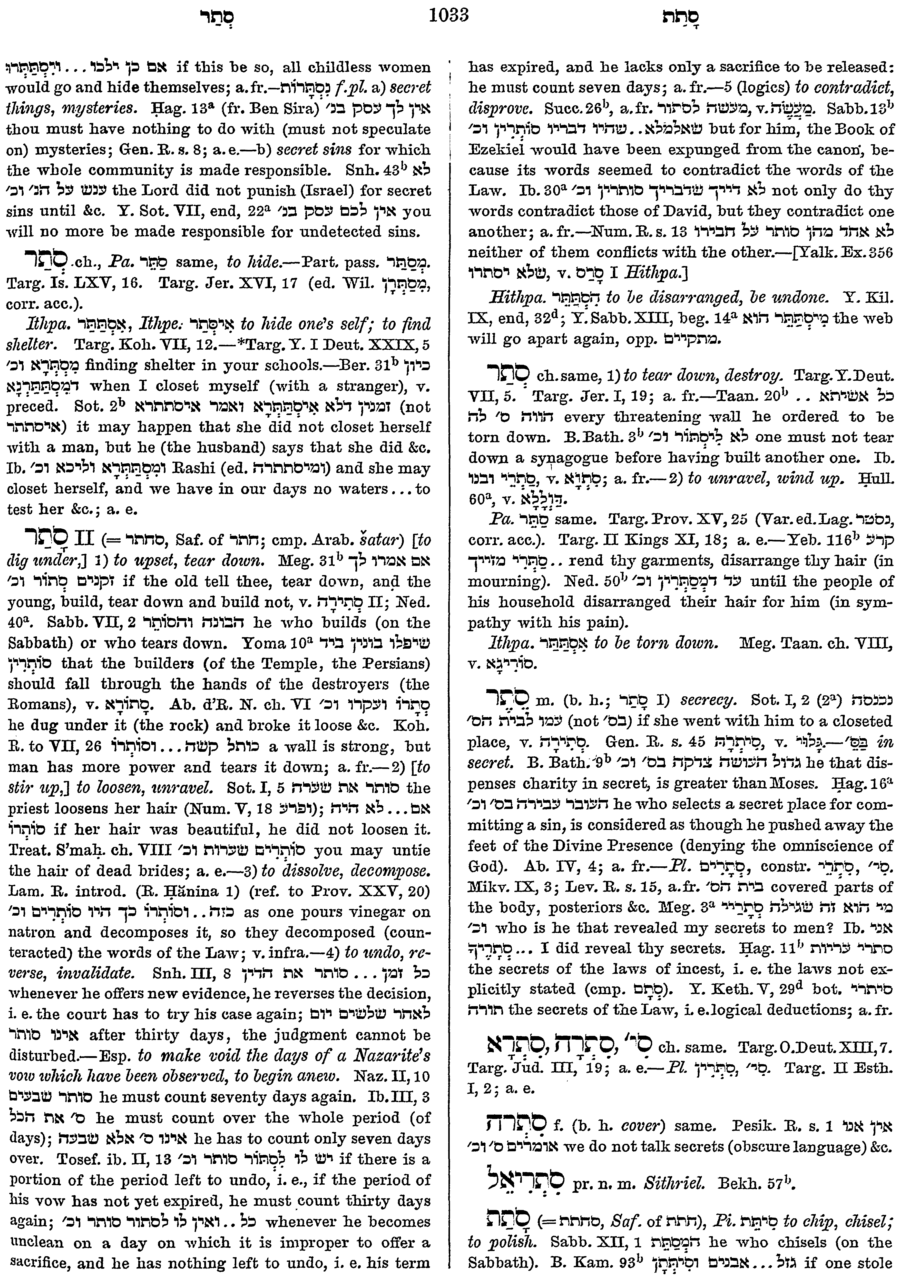 סְתַר 1033 סָתַת
אם כן ילכו...ויִסָּתְּרוּ if this be so, all childless women
would go and hide themselves; a. fr.—נִסְתָּרוֹת f. pl. a) secret
things, mysteries. Ḥag. 13ᵃ (fr. Ben Sira) אין לך עסק בנ׳
thou must have nothing to do with (must not speculate
on) mysteries; Gen. R. s. 8; a. e.—b) secret sins for which
the whole community is made responsible. Snh. 43ᵇ לא
ענש על הנ׳ וכ׳ the Lord did not punish (Israel) for secret
sins until &c. Y. Sot. VII, end, 22ᵃ אין לכם עסק בנ׳ you
will no more be made responsible for undetected sins.
סְתַר ch., Pa. סַתַּר same, to hide.—Part. pass. מְסַתַּר.
Targ. Is. LXV, 16. Targ. Jer. XVI, 17 (ed. Wil. מְסַתְּרָן,
corr. acc.).
Ithpa. אִסְתַּתַּר, Ithpe. אִיסְתַּר to hide one's self; to find
shelter. Targ. Koh. VII, 12.—*Targ. Y. I Deut. XXIX, 5
מִסְתְּרָא וכ׳ finding shelter in your schools.—Ber. 31ᵇ כיון
דמִסְתַּתַּרְנָא when I closet myself (with a stranger), v.
preced. Sot. 2ᵇ זמנין דלא אִיסְתַּתְּרָא ואמר איסתתרא (not
איסתתר) it may happen that she did not closet herself
with a man, but he (the husband) says that she did &c.
Ib. ומִסְתַּתְּרָא וליכא וכ׳ Rashi (ed. ומיסתתרה) and she may
closet herself, and we have in our days no waters...to
test her &c.; a. e.
סָתַר II (= סחתר, Saf. of חתר; cmp. Arab. šatar) [to
dig under,] 1) to upset, tear down. Meg. 31ᵇ אם אמרו לך
זקנים סְתוֹר וכ׳ if the old tell thee, tear down, and the
young, build, tear down and build not, v. סְתִירָה II; Ned.
40ᵃ. Sabb. VII, 2 הבונה והסוֹתֵר he who builds (on the
Sabbath) or who tears down. Yoma 10ᵃ שיפלו בונין ביד
סוֹתְרִין that the builders (of the Temple, the Persians)
should fall through the hands of the destroyers (the
Romans), v. סָתוֹרָא. Ab. d'R. N. ch. VI סְתָרוֹ ועקרו וכ׳
he dug under it (the rock) and broke it loose &c. Koh.
R. to VII, 26 כותל קשה...וסוֹתְרוֹ a wall is strong, but
man has more power and tears it down; a. fr.—2) [to
stir up,] to loosen, unravel. Sot. I, 5 סותר את שערה the
priest loosens her hair (Num. V, 18 ופרע); אם...לא היה
סוֹתְרוֹ if her hair was beautiful, he did not loosen it.
Treat. S'maḥ. ch. VIII סוֹתְרִים שערות וכ׳ you may untie
the hair of dead brides; a. e.—3) to dissolve, decompose.
Lam. R. introd. (R. Ḥănina 1) (ref. to Prov. XXV, 20)
כזה..וסוֹתְרוֹ כך היו סוֹתְרִים וכ׳ as one pours vinegar on
natron and decomposes it, so they decomposed (coun-
teracted) the words of the Law; v. infra.—4) to undo, re-
verse, invalidate. Snh. III, 8 כל זמן ... סותר את הדין
whenever he offers new evidence, he reverses the decision,
i. e. the court has to try his case again; לאחר שלשים יום
אינו סותר after thirty days, the judgment cannot be
disturbed.—Esp. to make void the days of a Nazarite's
vow which have been observed, to begin anew. Naz. II, 10
סותר שבעים he must count seventy days again. Ib. III, 3
ס׳ את הכל he must count over the whole period (of
days); אינו ס׳ אלא שבעה he has to count only seven days
over. Tosef. ib. II, 13 יש לו לִסְתּוֹר סותר וכ׳ if there is a
portion of the period left to undo, i. e., if the period of
his vow has not yet expired, he must count thirty days
again; כל..ואין לו לסתור סותר וכ׳ whenever he becomes
unclean on a day on which it is improper to offer a
sacrifice, and he has nothing left to undo, i. e. his term
has expired, and he lacks only a sacrifice to be released:
he must count seven days; a. fr.—5 (logics) to contradict,
disprove. Succ. 26ᵇ, a. fr. מעשה לסתור, v. מַעֲשֶׂה. Sabb. 13ᵇ
שאלמלא..שהיו דבריו סוֹתְרִין וכ׳ but for him, the Book of
Ezekiel would have been expunged from the canon, be-
cause its words seemed to contradict the words of the
Law. Ib. 30ᵃ לא דייך שדבריך סותרין וכ׳ not only do thy
words contradict those of David, but they contradict one
another; a. fr.—Num. R. s. 13 לא אחד מהן סותר על חבירו
neither of them conflicts with the other.—[Yalk. Ex. 356
שלא יסתרו, v. סָרַס I Hithpa.]
Hithpa. הִסְתַּתֵּר to be disarranged, be undone. Y. Kil.
IX, end, 32ᵈ; Y. Sabb. XIII, beg. 14ᵃ מִיסְתַּתֵּר הוא the web
will go apart again, opp. מתקיים.
סְתַר ch. same, 1) to tear down, destroy. Targ. Y. Deut.
VII, 5. Targ. Jer. I, 19; a. fr.—Taan. 20ᵇ כל אשיתא ..
הווה ס׳ לה every threatening wall he ordered to be
torn down. B. Bath. 3ᵇ לא לִיסְתּוֹר וכ׳ one must not tear
down a synagogue before having built another one. Ib.
סִתְרֵי ובנו, v. סְתָוָא; a. fr.—2) to unravel, wind up. Ḥull.
60ᵃ, v. דְּוֹלָלָא.
Pa. סַתַּר same. Targ. Prov. XV, 25 (Var. ed. Lag. נסטר,
corr. acc.). Targ. II Kings XI, 18; a. e.—Yeb. 116ᵇ קרע
סַתְּרִי מזייך .. rend thy garments, disarrange thy hair (in
mourning). Ned. 50ᵇ עד דמְסַתְּרִין וכ׳ until the people of
his household disarranged their hair for him (in sym-
pathy with his pain).
Ithpa. אִסְתַּתַּר to be torn down. Meg. Taan. ch. VIII,
v. סוֹרִיגָא.
סֵתֶר m. (b. h.; סָתַר I) secrecy. Sot. I, 2 (2ᵃ) נכנסה
עמו לבית הס׳ (not בס׳) if she went with him to a closeted
place, v. סְתִירָה. Gen. R. s. 45 סִיתְרָהּ, v. גָּלוּי.—בַּסֵּ׳ in
secret. B. Bath. 9ᵇ גדול העושה צדקה בס׳ וכ׳ he that dis-
penses charity in secret, is greater than Moses. Ḥag. 16ᵃ
העובר עבירה בס׳ וכ׳ he who selects a secret place for com-
mitting a sin, is considered as though he pushed away the
feet of the Divine Presence (denying the omniscience of
God). Ab. IV, 4; a. fr.—Pl. סְתָרִים, constr. סִתְרֵי, סִי׳.
Mikv. IX, 3; Lev. R. s. 15, a. fr. בית הס׳ covered parts of
the body, posteriors &c. Meg. 3ᵃ מי הוא זה שגילה סְתָרַיי
וכ׳ who is he that revealed my secrets to men? Ib. אני
...סְתָרֶיךָ I did reveal thy secrets. Ḥag. 11ᵇ סתרי עריות
the secrets of the laws of incest, i. e. the laws not ex-
plicitly stated (cmp. סָתַם). Y. Keth. V, 29ᵈ bot. סיתרי
תורה the secrets of the Law, i. e. logical deductions; a. fr.
סִתְרָא, סִתְרָה, סִי׳ ch. same. Targ. O. Deut. XIII, 7.
Targ. Jud. III, 19; a. e.—Pl. סִתְרִין, סִי׳. Targ. II Esth.
I, 2; a. e.
סִתְרָה f. (b. h. cover) same. Pesik. R. s. 1 אין אנו
אומרים ס׳ וכ׳ we do not talk secrets (obscure language) &c.
סִתְרִיאֵל pr. n. m. Sithriel. Bekh. 57ᵇ.
סָתַת (= סחתת, Saf. of חתת), Pi. סִיתֵּת to chip, chisel;
to polish. Sabb. XII, 1 הַמְסַתֵּת he who chisels (on the
Sabbath). B. Kam. 93ᵇ גזל...אבנים וסִיתְּתָן if one stole